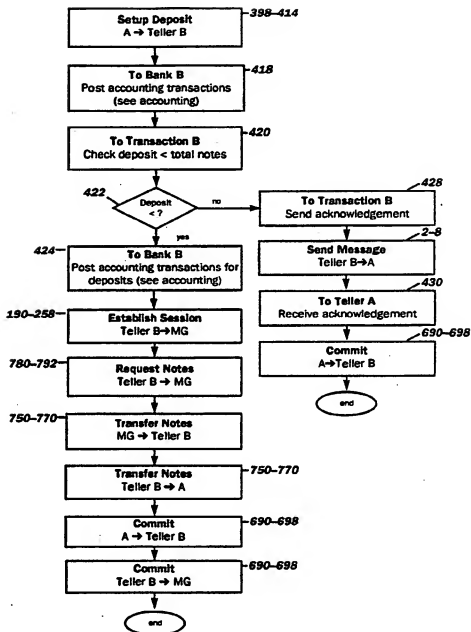 Setup Deposit
A → Teller B
398–414
To Bank B
Post accounting transactions
(see accounting)
418
To Transaction B
Check deposit < total notes
420
422
Deposit
< ?
no
yes
424
To Bank B
Post accounting transactions for
deposits (see accounting)
190–258
Establish Session
Teller B→MG
780–792
Request Notes
Teller B → MG
750–770
Transfer Notes
MG → Teller B
Transfer Notes
Teller B → A
750–770
Commit
A → Teller B
690–698
Commit
Teller B → MG
690–698
end
428
To Transaction B
Send acknowledgement
2–8
Send Message
Teller B→A
430
To Teller A
Receive acknowledgement
690–698
Commit
A→Teller B
end